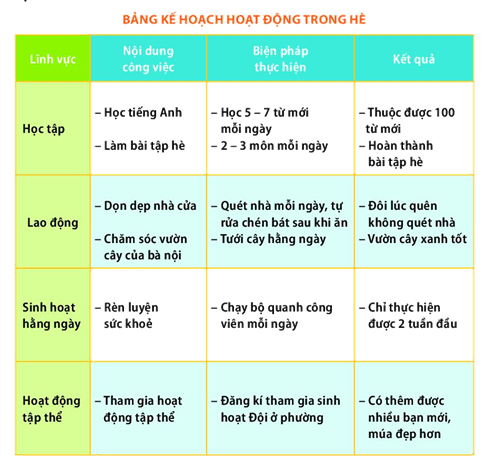 BẢNG KẾ HOẠCH HOẠT ĐỘNG TRONG HÈ
Lĩnh vực
Nội dung
công việc
Biện pháp
thực hiện
Kết quả
Học tập
– Học tiếng Anh
– Làm bài tập hè
– Học 5 – 7 từ mới
mỗi ngày
– 2 – 3 môn mỗi ngày
– Thuộc được 100
từ mới
– Hoàn thành
bài tập hè
Lao động
– Dọn dẹp nhà cửa
– Chăm sóc vườn
cây của bà nội
– Quét nhà mỗi ngày, tự
rửa chén bát sau khi ăn
– Tưới cây hằng ngày
– Đôi lúc quên
không quét nhà
– Vườn cây xanh tốt
Sinh hoạt
hằng ngày
– Rèn luyện
sức khoẻ
– Chạy bộ quanh công
viên mỗi ngày
– Chỉ thực hiện
được 2 tuần đầu
Hoạt động
tập thể
– Tham gia hoạt
động tập thể
– Đăng kí tham gia sinh
hoạt Đội ở phường
– Có thêm được
nhiều bạn mới,
múa đẹp hơn